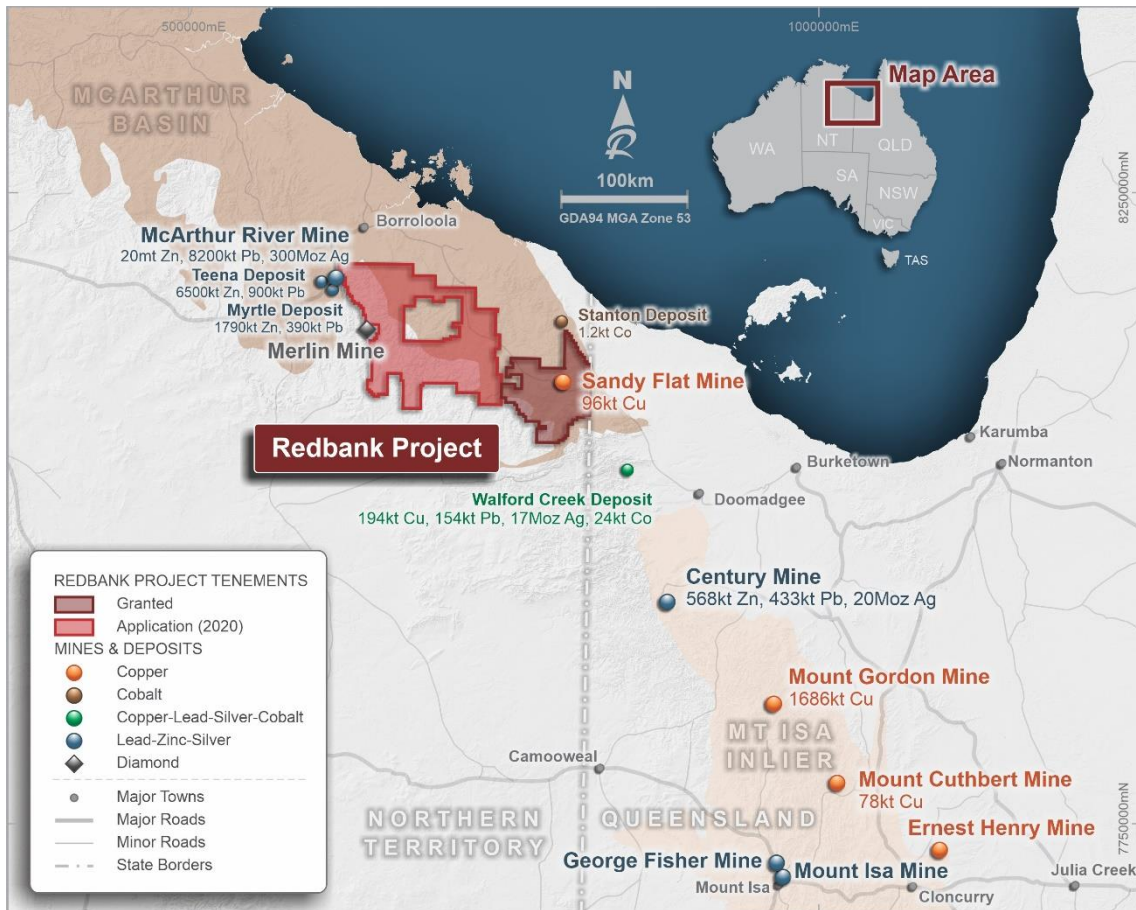 500000mE
1000000mE
MCARTHUR
BASIN
Map Area
WA
NT
QLD
SA
NSW
VIC
TAS
8250000mN
100km
GDA94 MGA Zone 53
Borroloola
McArthur River Mine
20mt Zn, 8200kt Pb, 300Moz Ag
Teena Deposit
6500kt Zn, 900kt Pb
Myrtle Deposit
1790kt Zn, 390kt Pb
Merlin Mine
Stanton Deposit
1.2kt Co
Sandy Flat Mine
96kt Cu
Redbank Project
Karumba
Normanton
Burketown
Doomadgee
Walford Creek Deposit
194kt Cu, 154kt Pb, 17Moz Ag, 24kt Co
Century Mine
568kt Zn, 433kt Pb, 20Moz Ag
Mount Gordon Mine
1686kt Cu
MT ISA
INLIER
Camooweal
Mount Cuthbert Mine
78kt Cu
NORTHERN
TERRITORY
QUEENSLAND
Ernest Henry Mine
7750000mN
George Fisher Mine
Mount Isa Mine
Mount Isa
Cloncurry
Julia Creek
N
R
REDBANK PROJECT TENEMENTS
Granted
Application (2020)
MINES & DEPOSITS
Copper
Cobalt
Copper-Lead-Silver-Cobalt
Lead-Zinc-Silver
Diamond
Major Towns
Major Roads
Minor Roads
State Borders